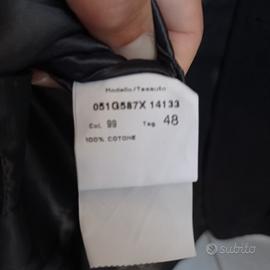 Modello/Tessuto
051G587X 14133
Col. 99 Tag. 48
100% COTONE
subito